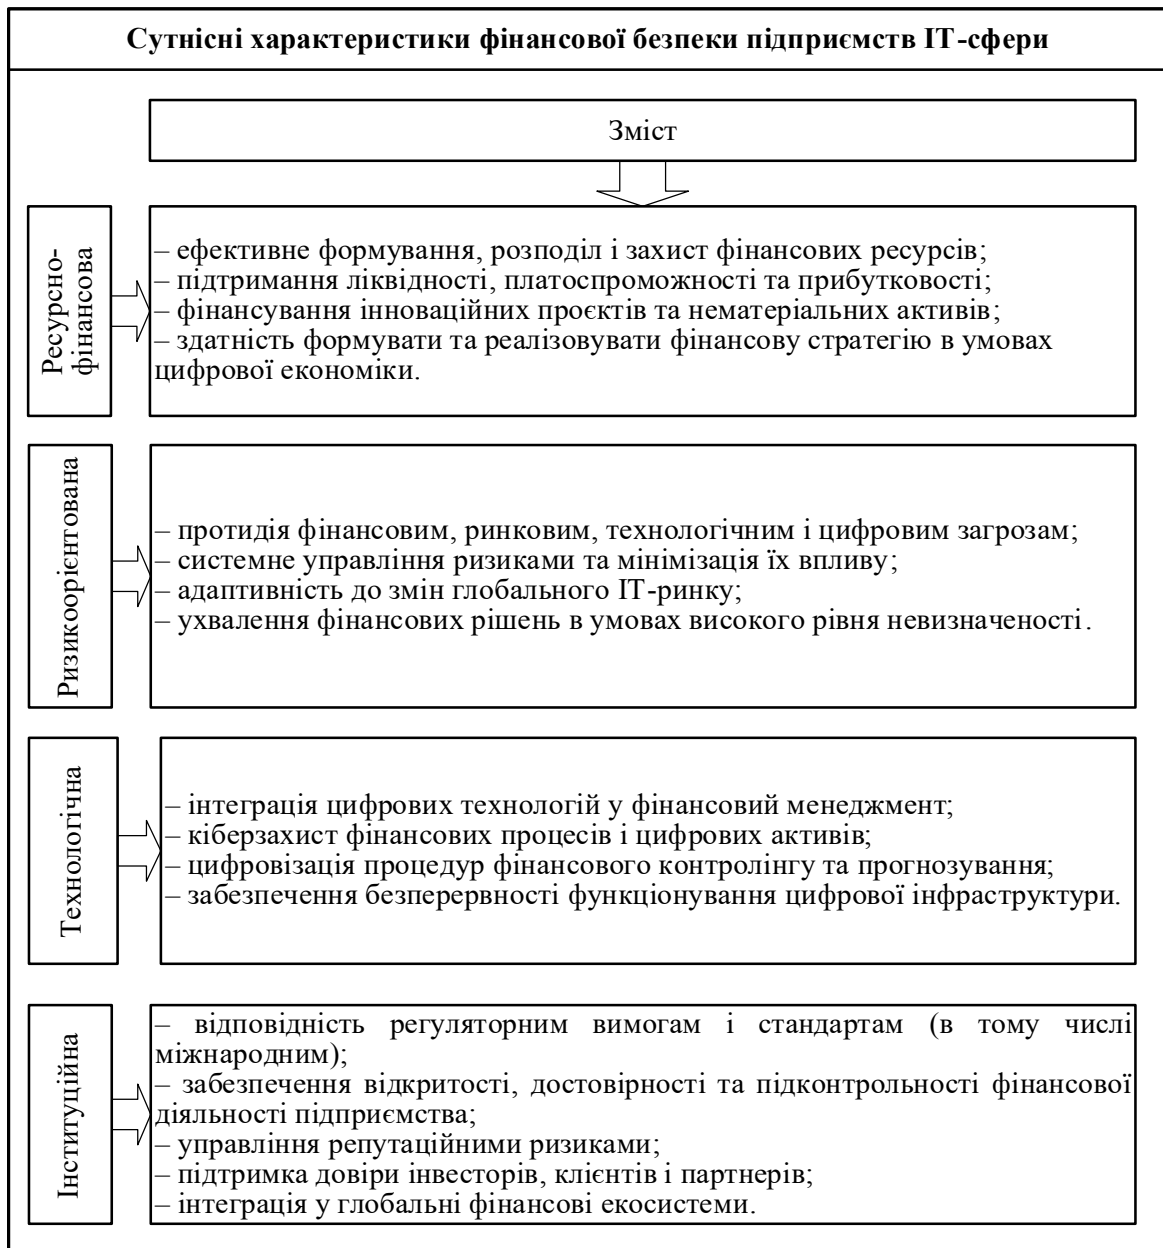 Сутнісні характеристики фінансової безпеки підприємств ІТ-сфери
Зміст
Ресурсно-
фінансова
– ефективне формування, розподіл і захист фінансових ресурсів;
– підтримання ліквідності, платоспроможності та прибутковості;
– фінансування інноваційних проєктів та нематеріальних активів;
– здатність формувати та реалізовувати фінансову стратегію в умовах
цифрової економіки.
Ризикоорієнтована
– протидія фінансовим, ринковим, технологічним і цифровим загрозам;
– системне управління ризиками та мінімізація їх впливу;
– адаптивність до змін глобального ІТ-ринку;
– ухвалення фінансових рішень в умовах високого рівня невизначеності.
Технологічна
– інтеграція цифрових технологій у фінансовий менеджмент;
– кіберзахист фінансових процесів і цифрових активів;
– цифровізація процедур фінансового контролінгу та прогнозування;
– забезпечення безперервності функціонування цифрової інфраструктури.
Інституційна
– відповідність регуляторним вимогам і стандартам (в тому числі
міжнародним);
– забезпечення відкритості, достовірності та підконтрольності фінансової
діяльності підприємства;
– управління репутаційними ризиками;
– підтримка довіри інвесторів, клієнтів і партнерів;
– інтеграція у глобальні фінансові екосистеми.